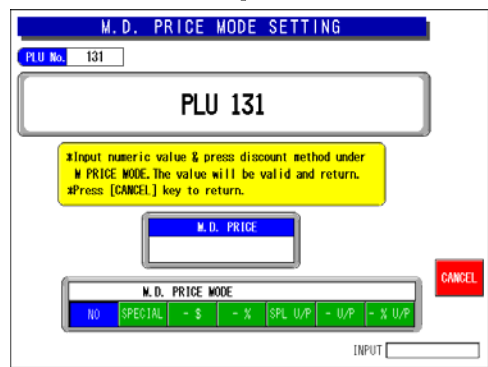 M.D. PRICE MODE SETTING
PLU No. 131
PLU 131
*Input numeric value & press discount method under
M PRICE MODE. The value will be valid and return.
*Press [CANCEL] key to return.
M.D. PRICE
CANCEL
M.D. PRICE MODE
NO SPECIAL - $ - % SPL U/P - U/P - % U/P
INPUT